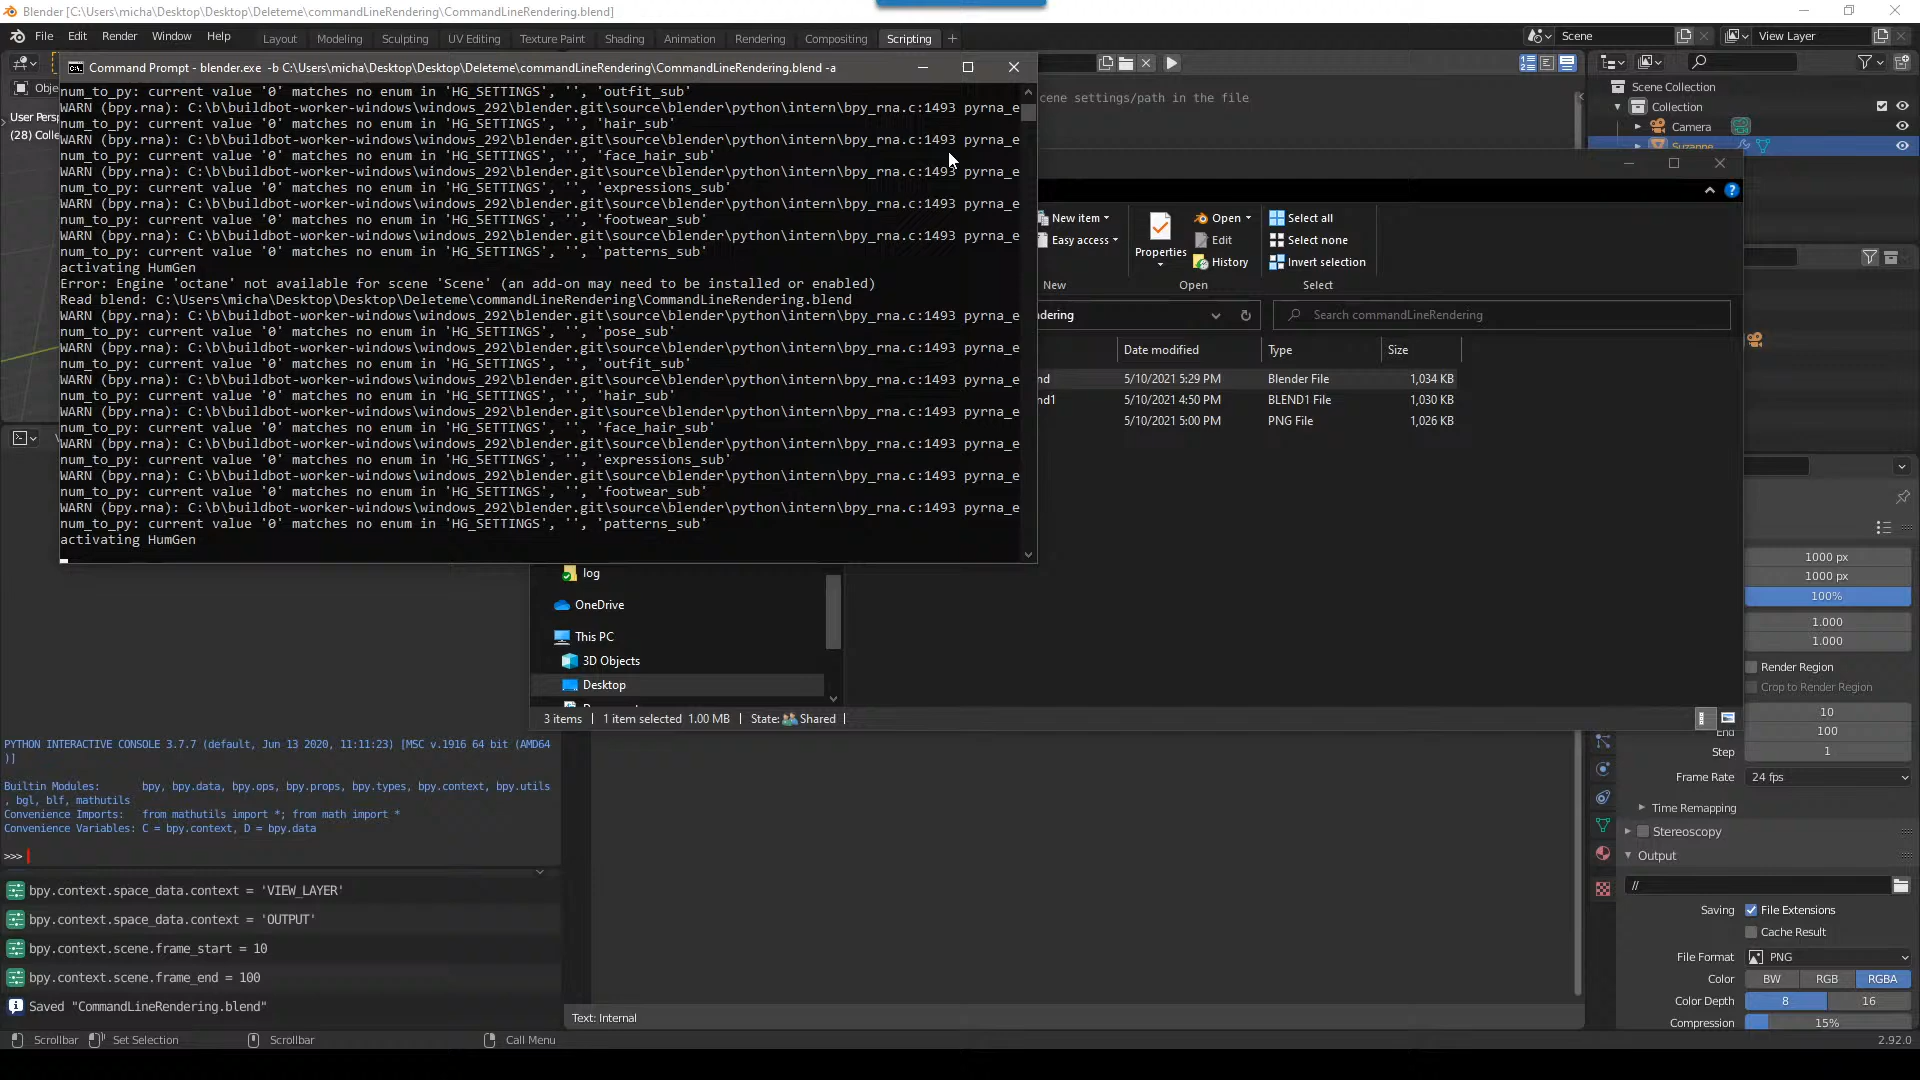 Blender [C:\Users\micha\Desktop\Desktop\Deleteme\commandLineRendering\CommandLineRendering.blend]
File Edit Render Window Help
Layout Modeling Sculpting UV Editing Texture Paint Shading Animation Rendering Compositing Scripting
Scene
View Layer
Command Prompt - blender.exe -b C:\Users\micha\Desktop\Desktop\Deleteme\commandLineRendering\CommandLineRendering.blend -a
num_to_py: current value '0' matches no enum in 'HG_SETTINGS', '', 'outfit_sub'
WARN (bpy.rna): C:\b\buildbot-worker-windows\windows_292\blender.git\source\blender\python\intern\bpy_rna.c:1493 pyrna_e
num_to_py: current value '0' matches no enum in 'HG_SETTINGS', '', 'hair_sub'
WARN (bpy.rna): C:\b\buildbot-worker-windows\windows_292\blender.git\source\blender\python\intern\bpy_rna.c:1493 pyrna_e
num_to_py: current value '0' matches no enum in 'HG_SETTINGS', '', 'face_hair_sub'
WARN (bpy.rna): C:\b\buildbot-worker-windows\windows_292\blender.git\source\blender\python\intern\bpy_rna.c:1493 pyrna_e
num_to_py: current value '0' matches no enum in 'HG_SETTINGS', '', 'expressions_sub'
WARN (bpy.rna): C:\b\buildbot-worker-windows\windows_292\blender.git\source\blender\python\intern\bpy_rna.c:1493 pyrna_e
num_to_py: current value '0' matches no enum in 'HG_SETTINGS', '', 'footwear_sub'
WARN (bpy.rna): C:\b\buildbot-worker-windows\windows_292\blender.git\source\blender\python\intern\bpy_rna.c:1493 pyrna_e
num_to_py: current value '0' matches no enum in 'HG_SETTINGS', '', 'patterns_sub'
activating HumGen
Error: Engine 'octane' not available for scene 'Scene' (an add-on may need to be installed or enabled)
Read blend: C:\Users\micha\Desktop\Desktop\Deleteme\commandLineRendering\CommandLineRendering.blend
WARN (bpy.rna): C:\b\buildbot-worker-windows\windows_292\blender.git\source\blender\python\intern\bpy_rna.c:1493 pyrna_e
num_to_py: current value '0' matches no enum in 'HG_SETTINGS', '', 'pose_sub'
WARN (bpy.rna): C:\b\buildbot-worker-windows\windows_292\blender.git\source\blender\python\intern\bpy_rna.c:1493 pyrna_e
num_to_py: current value '0' matches no enum in 'HG_SETTINGS', '', 'outfit_sub'
WARN (bpy.rna): C:\b\buildbot-worker-windows\windows_292\blender.git\source\blender\python\intern\bpy_rna.c:1493 pyrna_e
num_to_py: current value '0' matches no enum in 'HG_SETTINGS', '', 'hair_sub'
WARN (bpy.rna): C:\b\buildbot-worker-windows\windows_292\blender.git\source\blender\python\intern\bpy_rna.c:1493 pyrna_e
num_to_py: current value '0' matches no enum in 'HG_SETTINGS', '', 'face_hair_sub'
WARN (bpy.rna): C:\b\buildbot-worker-windows\windows_292\blender.git\source\blender\python\intern\bpy_rna.c:1493 pyrna_e
num_to_py: current value '0' matches no enum in 'HG_SETTINGS', '', 'expressions_sub'
WARN (bpy.rna): C:\b\buildbot-worker-windows\windows_292\blender.git\source\blender\python\intern\bpy_rna.c:1493 pyrna_e
num_to_py: current value '0' matches no enum in 'HG_SETTINGS', '', 'footwear_sub'
WARN (bpy.rna): C:\b\buildbot-worker-windows\windows_292\blender.git\source\blender\python\intern\bpy_rna.c:1493 pyrna_e
num_to_py: current value '0' matches no enum in 'HG_SETTINGS', '', 'patterns_sub'
activating HumGen
Obje
User Persp
(28) Colle
cene settings/path in the file
Scene Collection
Collection
Camera
Suzanne
New item
Easy access
New
Properties
Open
Edit
History
Open
Select all
Select none
Invert selection
Select
dering
Search commandLineRendering
Date modified Type Size
nd 5/10/2021 5:29 PM Blender File 1,034 KB
nd1 5/10/2021 4:50 PM BLEND1 File 1,030 KB
5/10/2021 5:00 PM PNG File 1,026 KB
log
OneDrive
This PC
3D Objects
Desktop
3 items 1 item selected 1.00 MB State: Shared
1000 px
1000 px
100%
1.000
1.000
Render Region
Crop to Render Region
10
End 100
Step 1
Frame Rate 24 fps
Time Remapping
Stereoscopy
Output
//
Saving File Extensions
Cache Result
File Format PNG
Color BW RGB RGBA
Color Depth 8 16
Compression 15%
PYTHON INTERACTIVE CONSOLE 3.7.7 (default, Jun 13 2020, 11:11:23) [MSC v.1916 64 bit (AMD64
)]
Builtin Modules: bpy, bpy.data, bpy.ops, bpy.props, bpy.types, bpy.context, bpy.utils
, bgl, blf, mathutils
Convenience Imports: from mathutils import *; from math import *
Convenience Variables: C = bpy.context, D = bpy.data
>>>
bpy.context.space_data.context = 'VIEW_LAYER'
bpy.context.space_data.context = 'OUTPUT'
bpy.context.scene.frame_start = 10
bpy.context.scene.frame_end = 100
Saved "CommandLineRendering.blend"
Text: Internal
Scrollbar Set Selection Scrollbar Call Menu
2.92.0